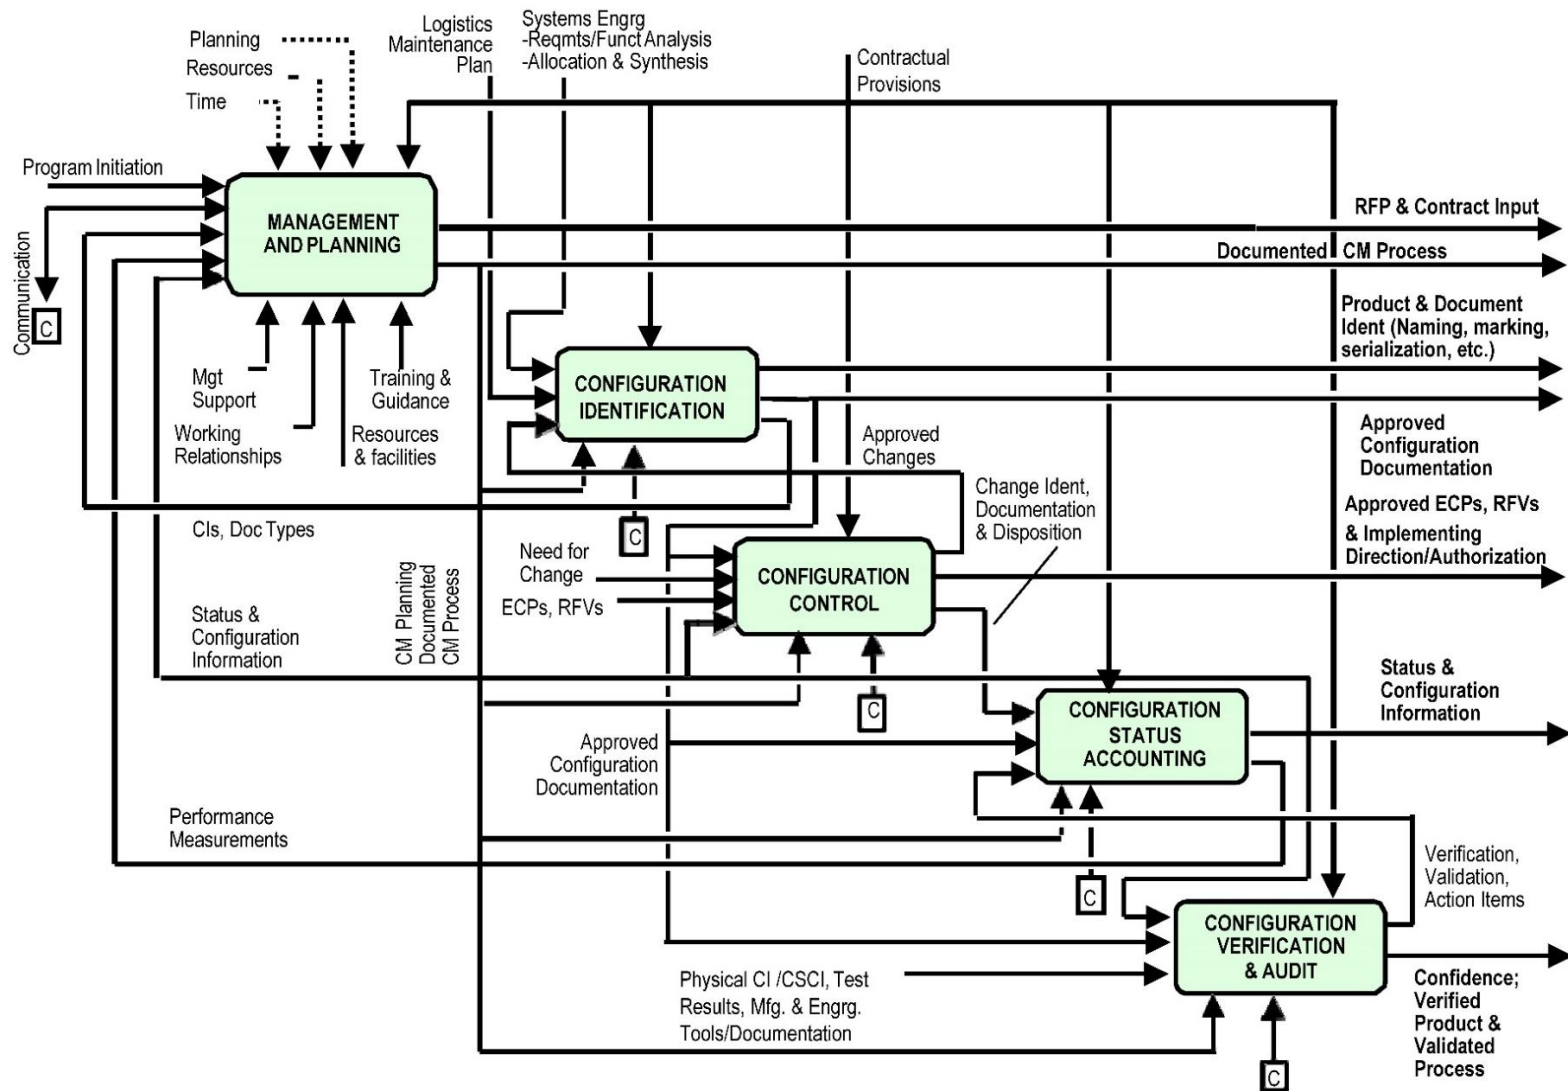 Planning
Resources
Time
Logistics
Maintenance
Plan
Systems Engrg
-Reqmts/Funct Analysis
-Allocation & Synthesis
Contractual
Provisions
Program Initiation
MANAGEMENT
AND PLANNING
RFP & Contract Input
Documented CM Process
Communication
C
Product & Document
Ident (Naming, marking,
serialization, etc.)
Mgt
Support
Training &
Guidance
Working
Relationships
Resources
& facilities
CONFIGURATION
IDENTIFICATION
Approved
Changes
Approved
Configuration
Documentation
CIs, Doc Types
C
Change Ident,
Documentation
& Disposition
Approved ECPs, RFVs
& Implementing
Direction/Authorization
Need for
Change
ECPs, RFVs
CONFIGURATION
CONTROL
Status &
Configuration
Information
CM Planning
Documented
CM Process
C
Status &
Configuration
Information
CONFIGURATION
STATUS
ACCOUNTING
Approved
Configuration
Documentation
Performance
Measurements
C
Verification,
Validation,
Action Items
CONFIGURATION
VERIFICATION
& AUDIT
Physical CI /CSCI, Test
Results, Mfg. & Engrg.
Tools/Documentation
Confidence;
Verified
Product &
Validated
Process
C